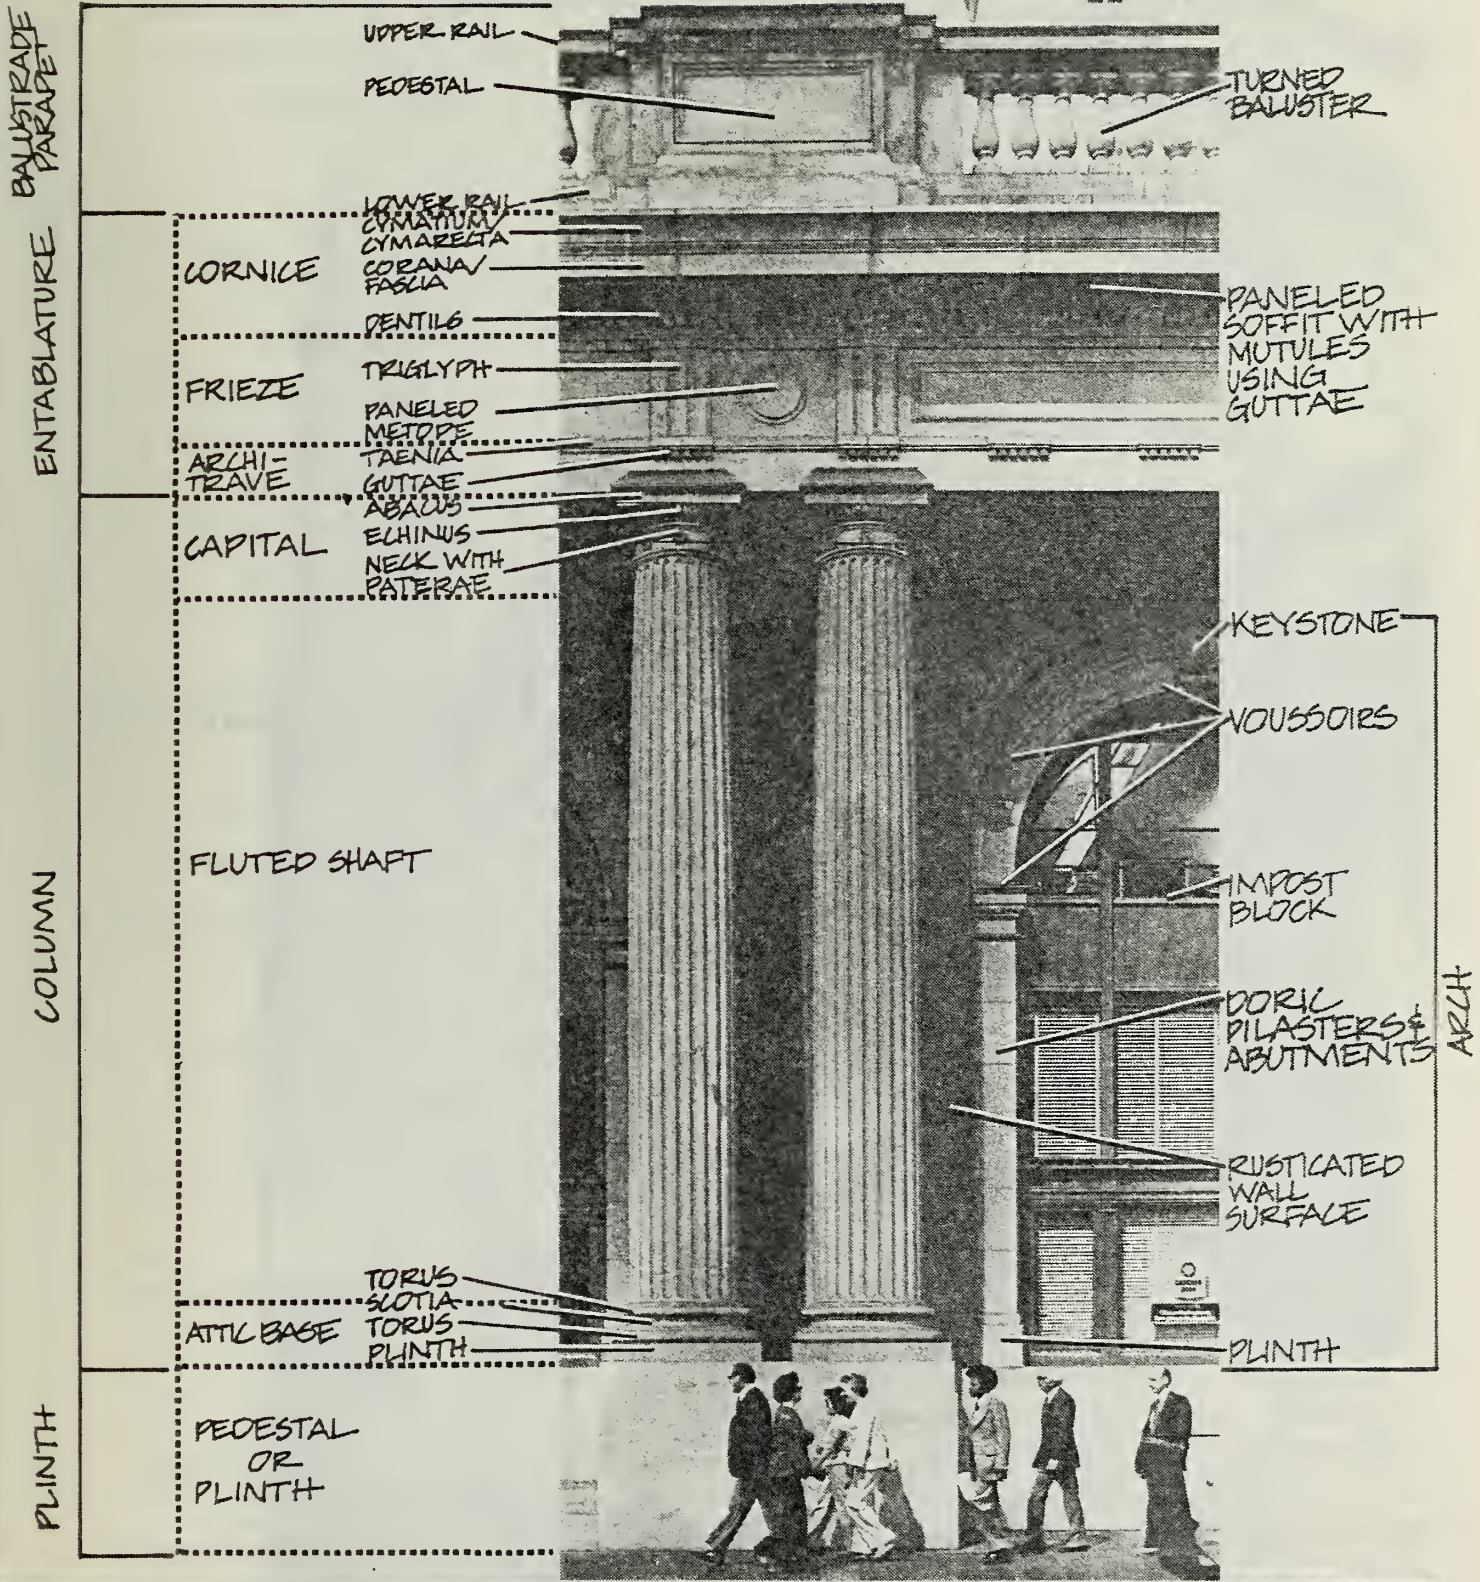 BALUSTRADE
PARAPET
UPPER RAIL
PEDESTAL
LOWER RAIL
TURNED
BALUSTER
ENTABLATURE
CORNICE
CYMATIUM/
CYMARECTA
CORANA/
FASCIA
DENTILS
PANELED
SOFFIT WITH
MUTULES
USING
GUTTAE
FRIEZE
TRIGLYPH
PANELED
METOPE
ARCHI-
TRAVE
TAENIA
GUTTAE
COLUMN
CAPITAL
ABACUS
ECHINUS
NECK WITH
PATERAE
FLUTED SHAFT
ATTIC BASE
TORUS
SCOTIA
TORUS
PLINTH
PLINTH
PEDESTAL
OR
PLINTH
ARCH
KEYSTONE
VOUSSOIRS
IMPOST
BLOCK
DORIC
PILASTERS &
ABUTMENTS
RUSTICATED
WALL
SURFACE
PLINTH